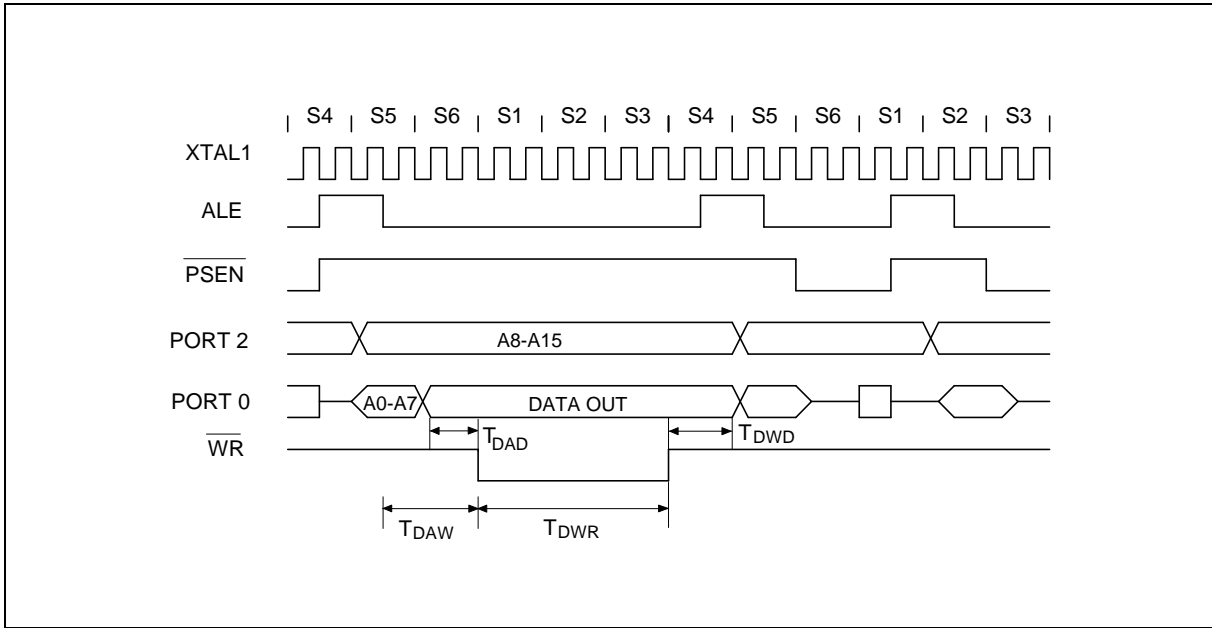 S4 S5 S6 S1 S2 S3 S4 S5 S6 S1 S2 S3
XTAL1
ALE
PSEN
PORT 2 A8-A15
PORT 0 A0-A7 DATA OUT
WR TDAD TDWD
TDAW TDWR